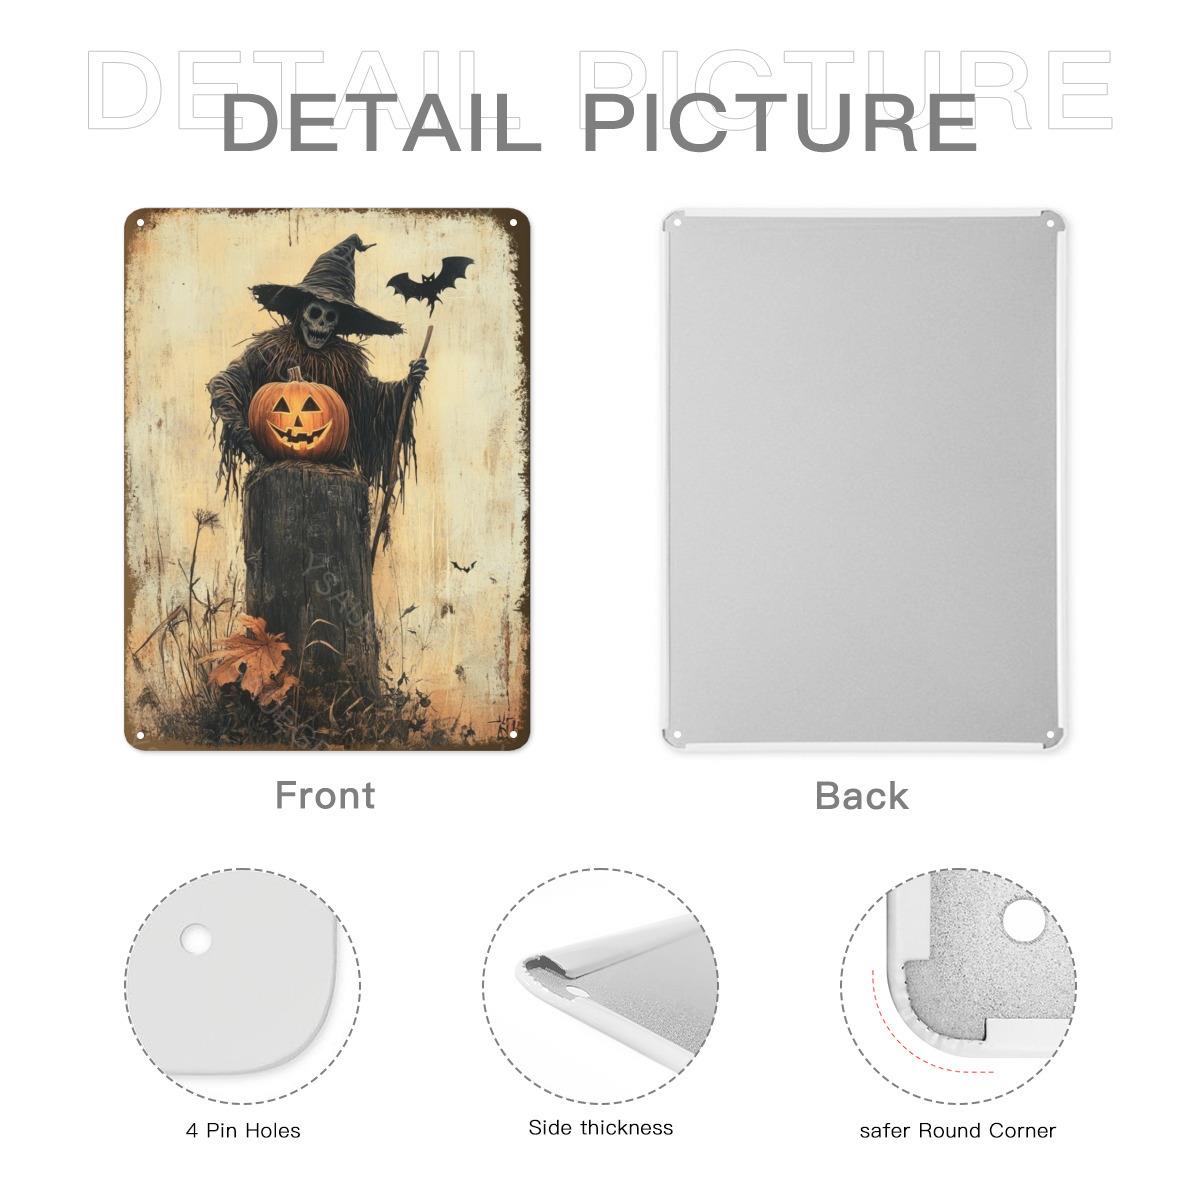 DETAIL PICTURE
DETAIL PICTURE
Front
Back
4 Pin Holes
Side thickness
safer Round Corner